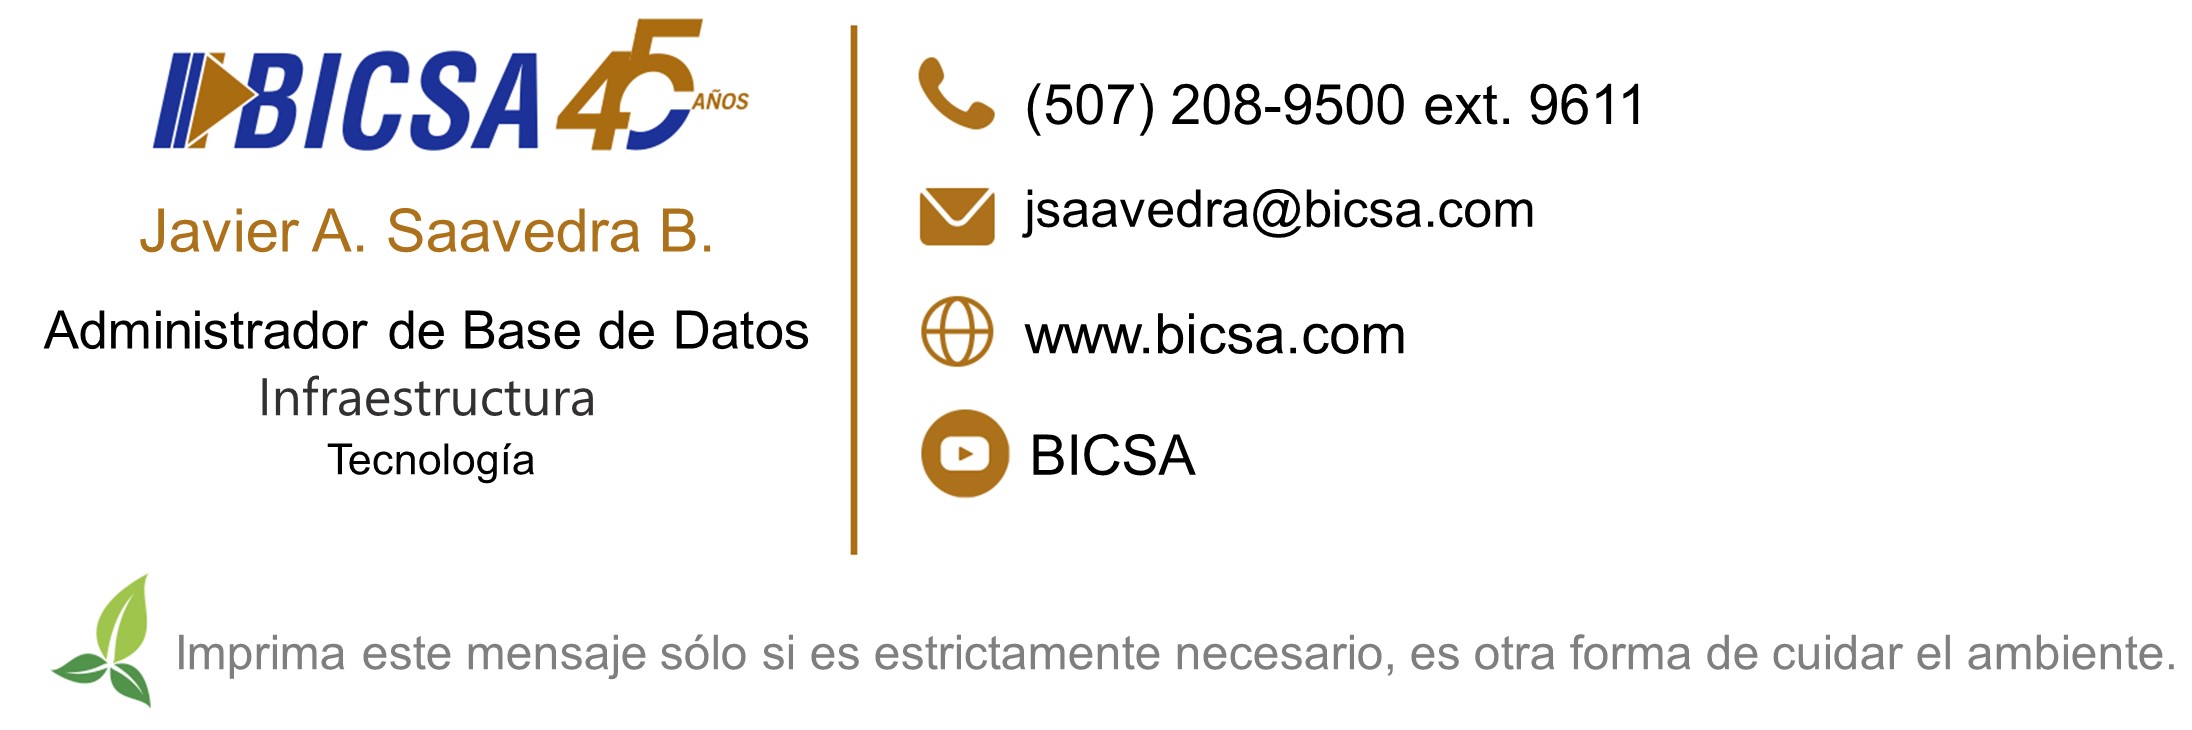 BICSA 45 AÑOS
Javier A. Saavedra B.
Administrador de Base de Datos
Infraestructura
Tecnología
(507) 208-9500 ext. 9611
jsaavedra@bicsa.com
www.bicsa.com
BICSA
Imprima este mensaje sólo si es estrictamente necesario, es otra forma de cuidar el ambiente.